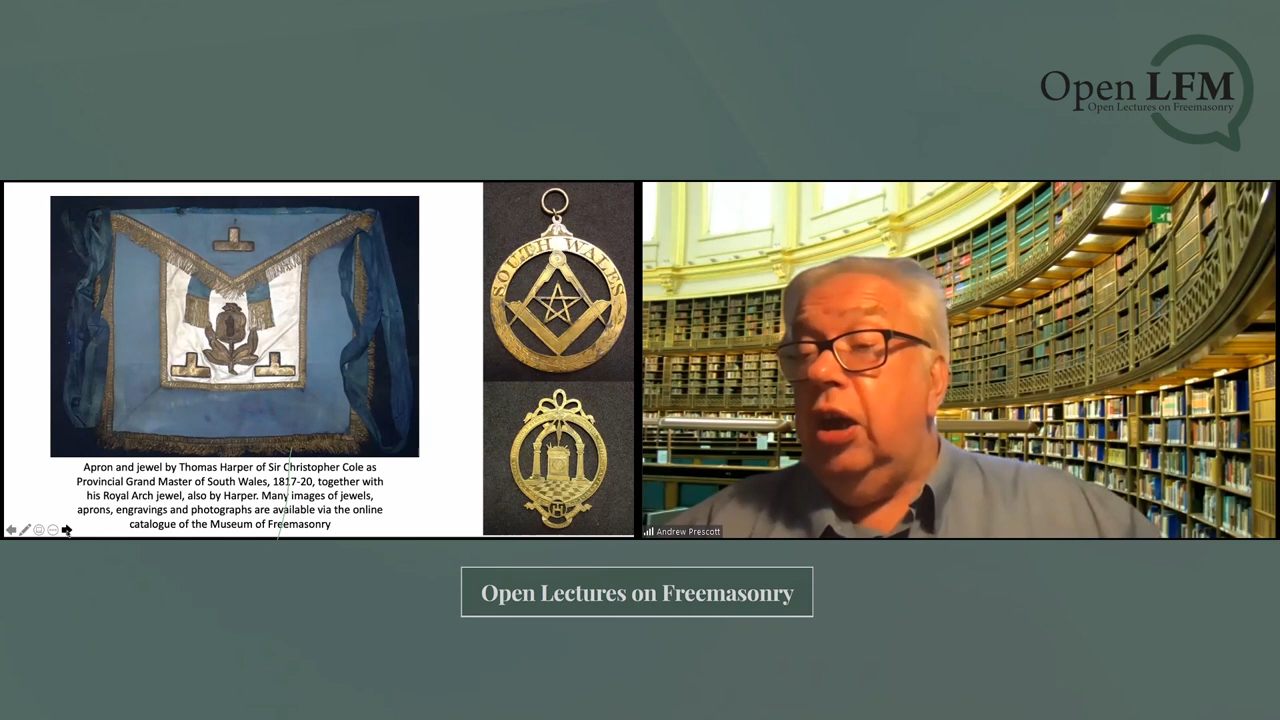 Open LFM
Open Lectures on Freemasonry
SOUTH WALES
Apron and jewel by Thomas Harper of Sir Christopher Cole as
Provincial Grand Master of South Wales, 1817-20, together with
his Royal Arch jewel, also by Harper. Many images of jewels,
aprons, engravings and photographs are available via the online
catalogue of the Museum of Freemasonry
Andrew Prescott
Open Lectures on Freemasonry